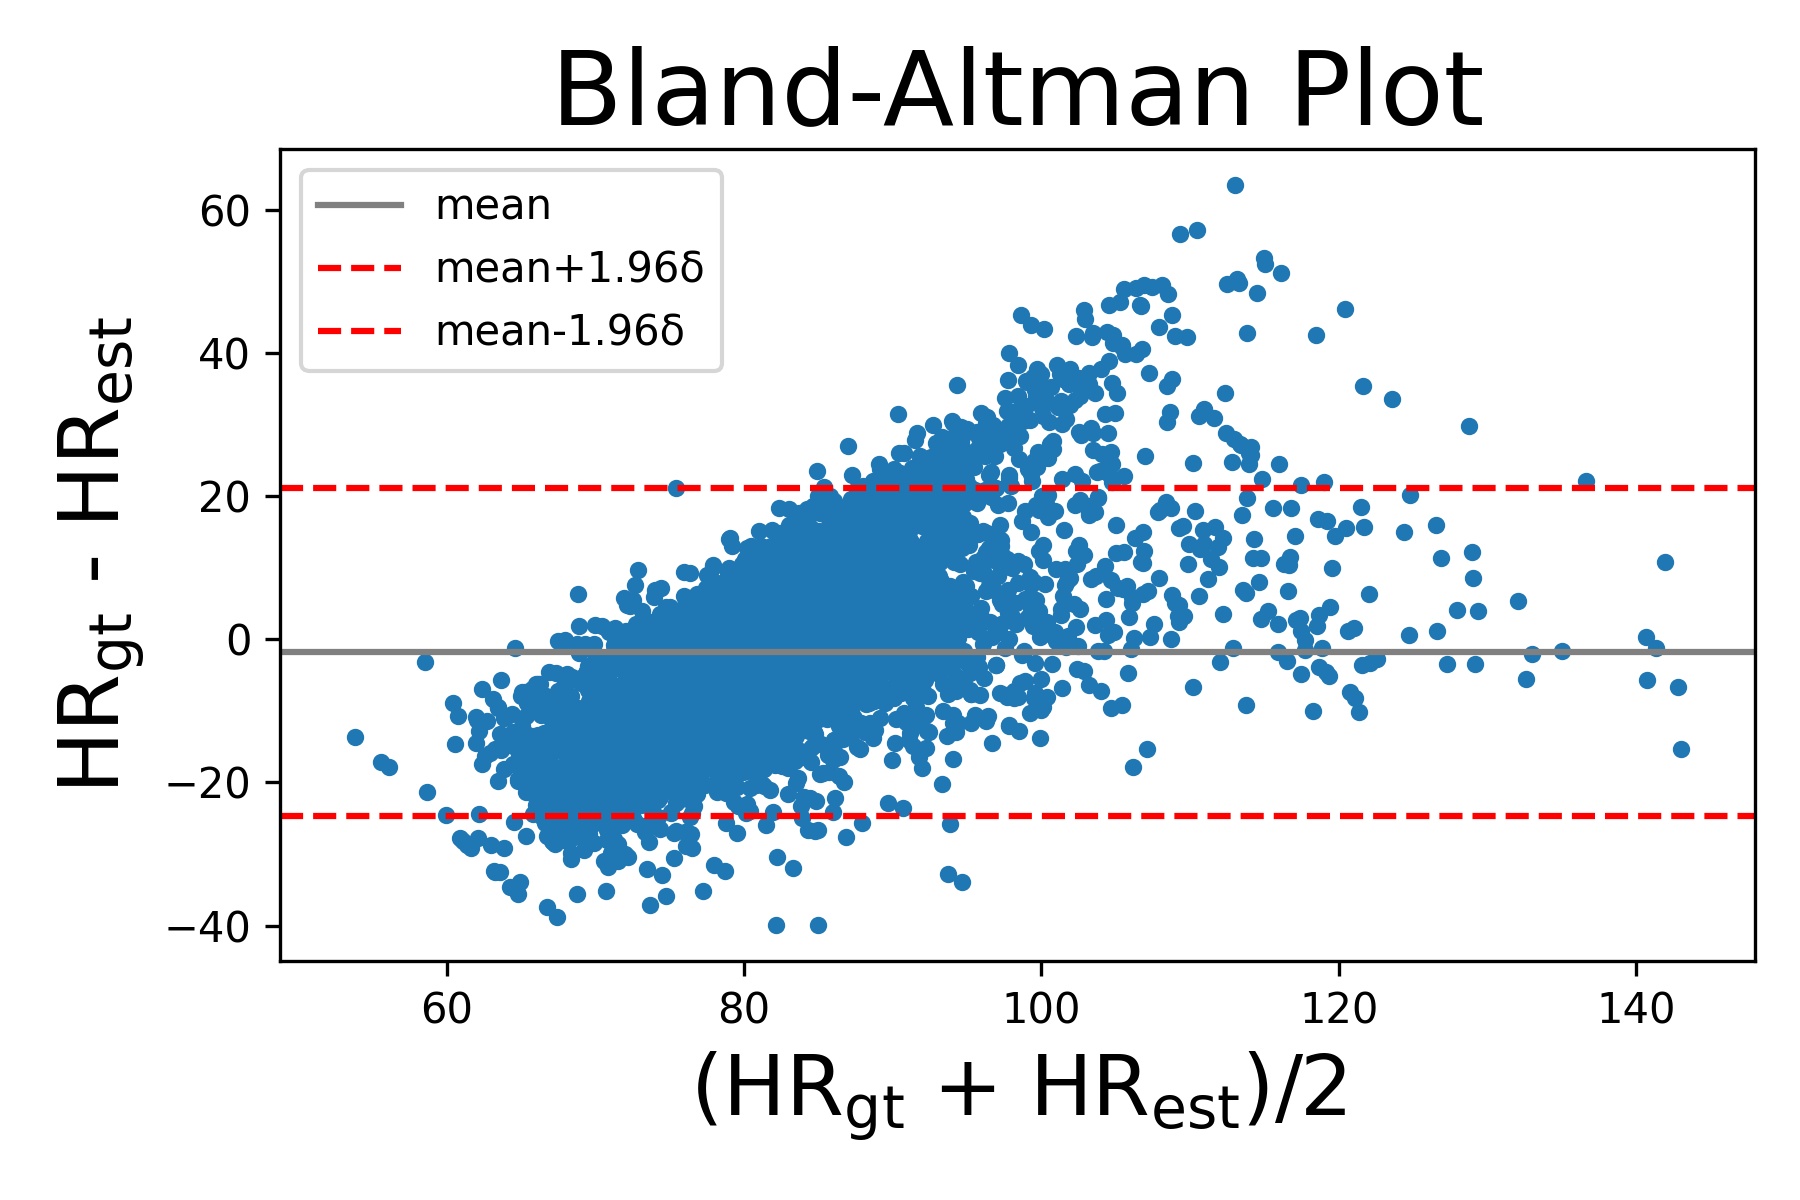 Bland-Altman Plot
mean
mean+1.96δ
mean-1.96δ
HRgt - HRest
60
40
20
0
−20
−40
60 80 100 120 140
(HRgt + HRest)/2